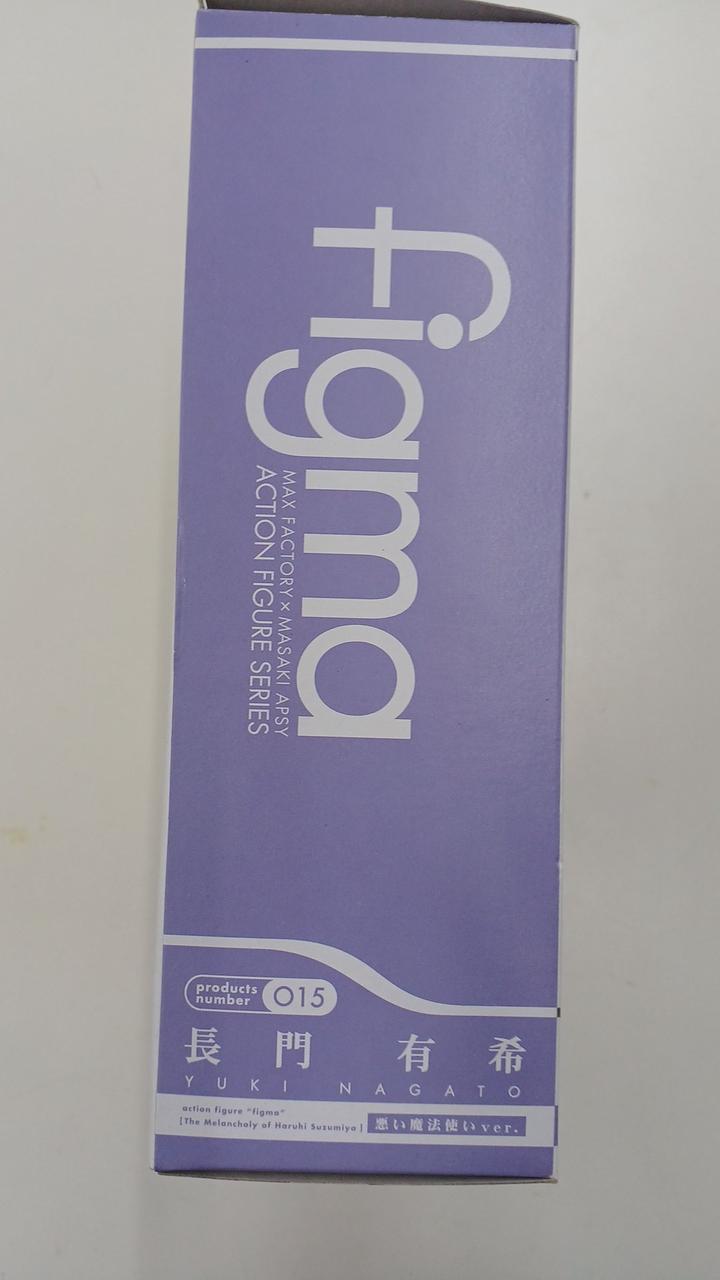 figma
MAX FACTORY × MASAKI APSY
ACTION FIGURE SERIES
products
number
015
長門 有希
YUKI NAGATO
action figure "figma"
[The Melancholy of Haruhi Suzumiya] 悪い魔法使いver.